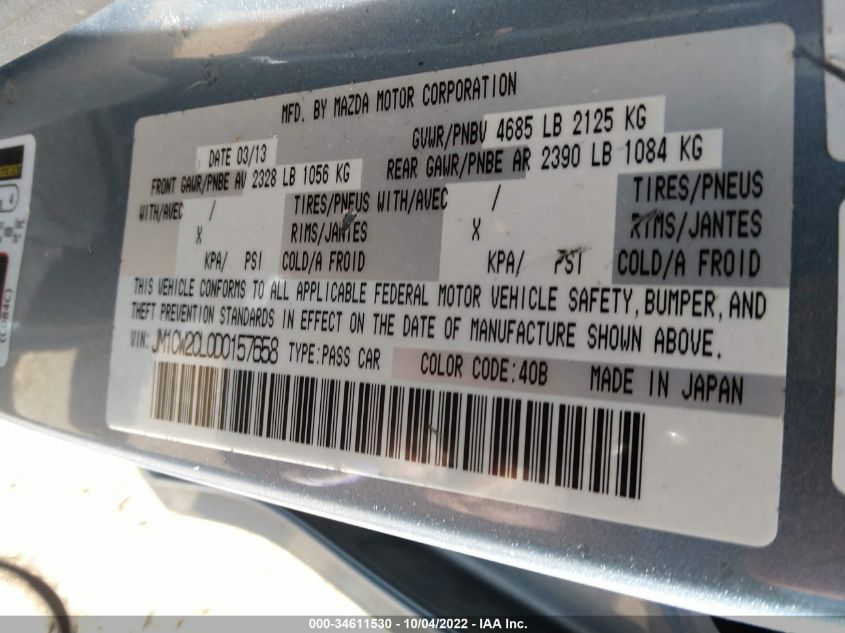 MFD. BY MAZDA MOTOR CORPORATION
DATE 03/13
GVWR/PNBV 4685 LB 2125 KG
FRONT GAWR/PNBE AV 2328 LB 1056 KG
REAR GAWR/PNBE AR 2390 LB 1084 KG
WITH/AVEC / TIRES/PNEUS WITH/AVEC / TIRES/PNEUS
X RIMS/JANTES X RIMS/JANTES
KPA/ PSI COLD/A FROID KPA/ PSI COLD/A FROID
THIS VEHICLE CONFORMS TO ALL APPLICABLE FEDERAL MOTOR VEHICLE SAFETY, BUMPER, AND
THEFT PREVENTION STANDARDS IN EFFECT ON THE DATE OF MANUFACTURE SHOWN ABOVE.
VIN: JM1CW2CL0D0157658 TYPE:PASS CAR COLOR CODE:40B MADE IN JAPAN
000-34611530 - 10/04/2022 - IAA Inc.